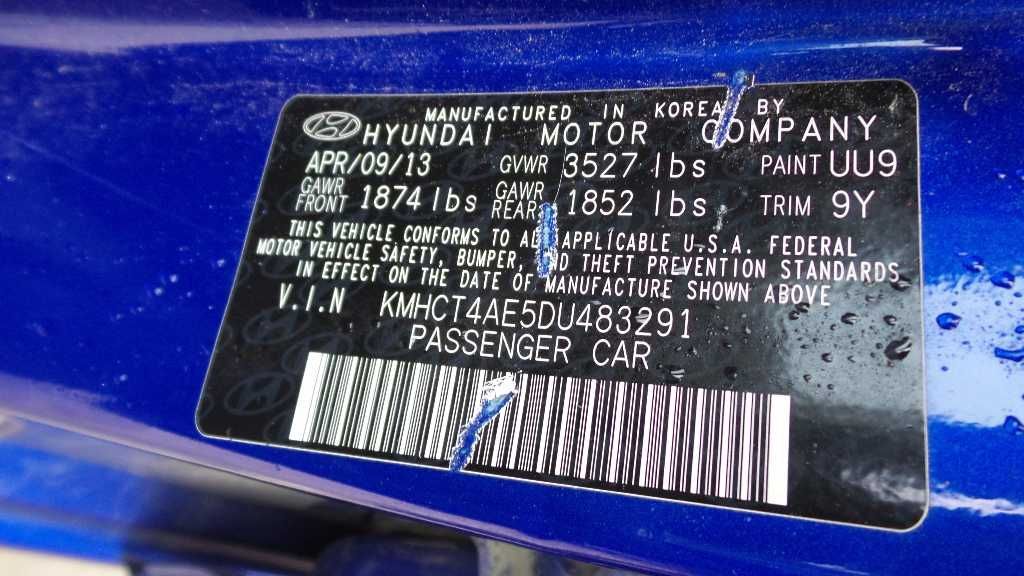 MANUFACTURED IN KOREA BY
HYUNDAI MOTOR COMPANY
APR/09/13 GVWR 3527 lbs PAINT UU9
GAWR FRONT 1874 lbs GAWR REAR 1852 lbs TRIM 9Y
THIS VEHICLE CONFORMS TO ALL APPLICABLE U.S.A. FEDERAL
MOTOR VEHICLE SAFETY, BUMPER, AND THEFT PREVENTION STANDARDS
IN EFFECT ON THE DATE OF MANUFACTURE SHOWN ABOVE
V.I.N KMHCT4AE5DU483291
PASSENGER CAR